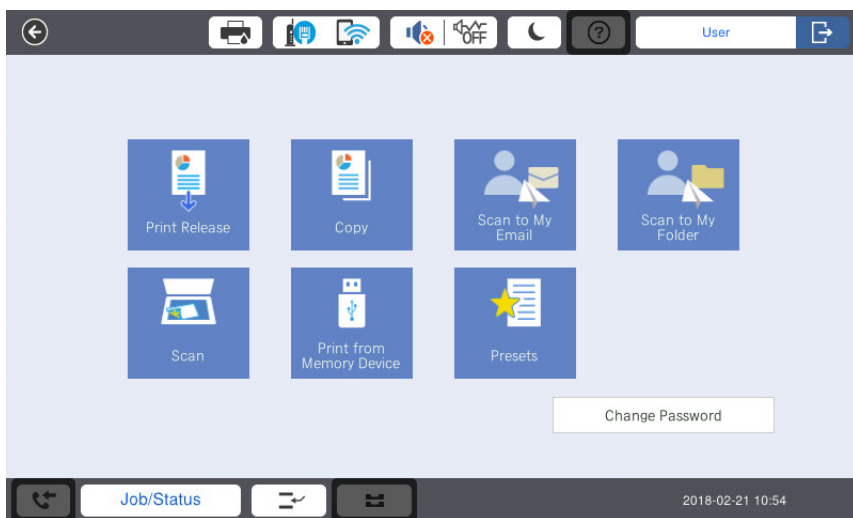 OFF
?
User
Print Release
Copy
Scan to My
Email
Scan to My
Folder
Scan
Print from
Memory Device
Presets
Change Password
Job/Status
2018-02-21 10:54